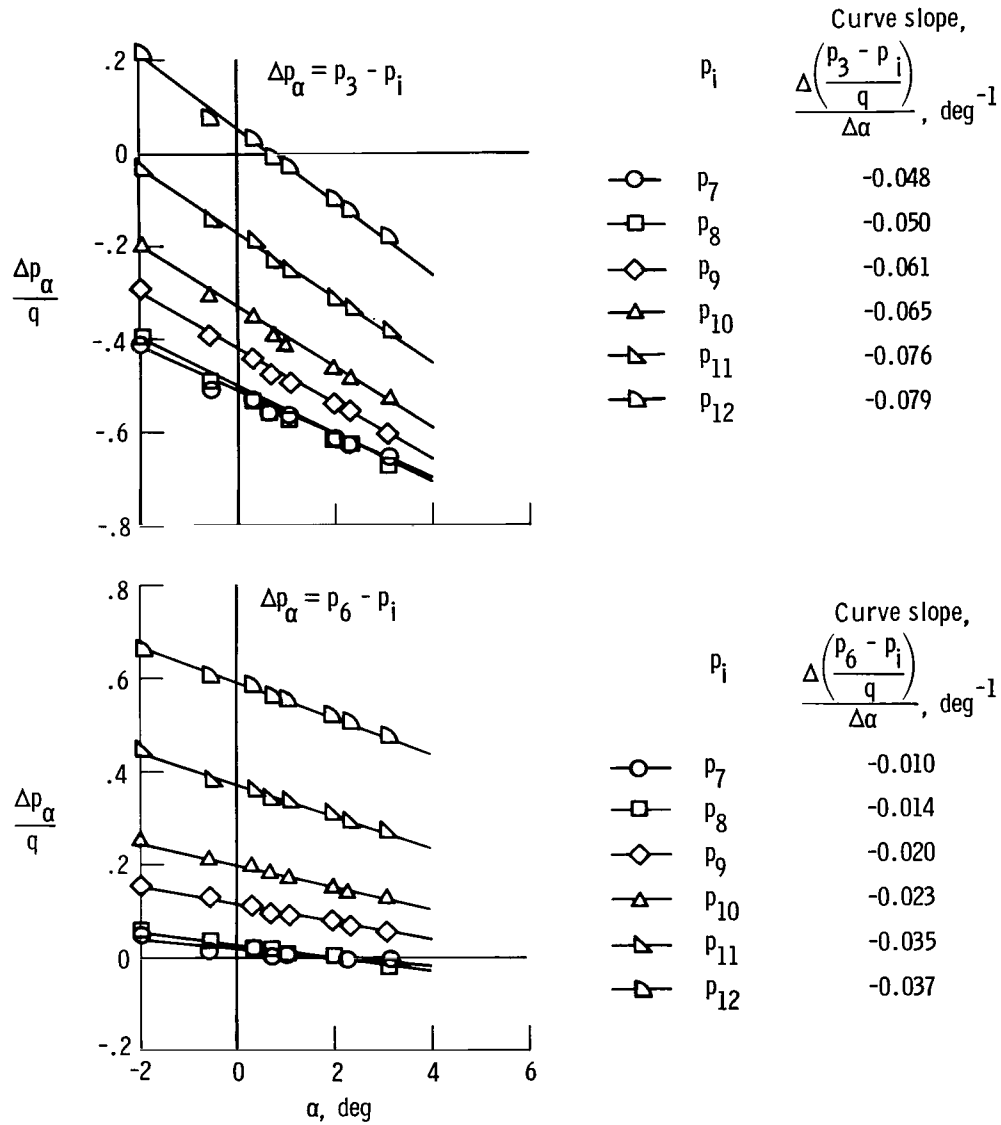 Δp_α = p_3 - p_i
.2
0
-.2
-.4
-.6
-.8
Δp_α
q
p_i
Curve slope,
Δ(p_3 - p_i / q)
Δα
, deg^-1
p_7 -0.048
p_8 -0.050
p_9 -0.061
p_10 -0.065
p_11 -0.076
p_12 -0.079
Δp_α = p_6 - p_i
.8
.6
.4
.2
0
-.2
Δp_α
q
-2 0 2 4 6
α, deg
p_i
Curve slope,
Δ(p_6 - p_i / q)
Δα
, deg^-1
p_7 -0.010
p_8 -0.014
p_9 -0.020
p_10 -0.023
p_11 -0.035
p_12 -0.037